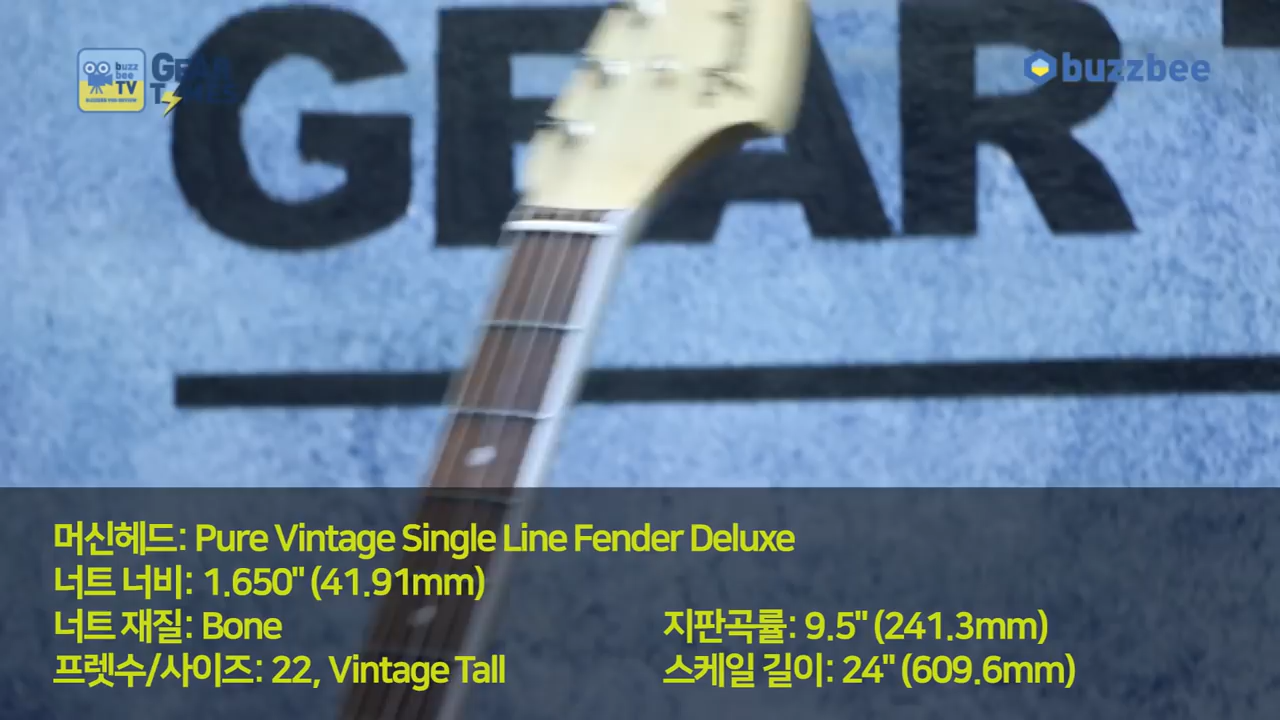 buzz
bee
TV
GEAR
buzzbee
GEAR
머신헤드: Pure Vintage Single Line Fender Deluxe
너트 너비: 1.650" (41.91mm)
너트 재질: Bone
지판곡률: 9.5" (241.3mm)
프렛수/사이즈: 22, Vintage Tall
스케일 길이: 24" (609.6mm)